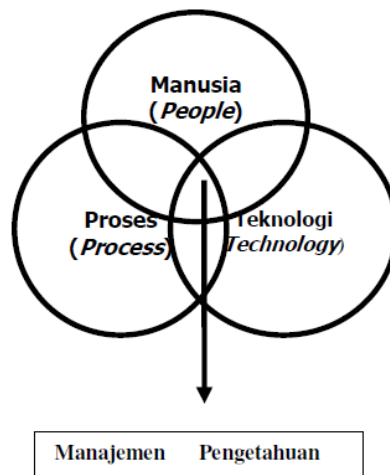 Manusia
(People)
Proses
(Process)
Teknologi
Technology)
Manajemen Pengetahuan